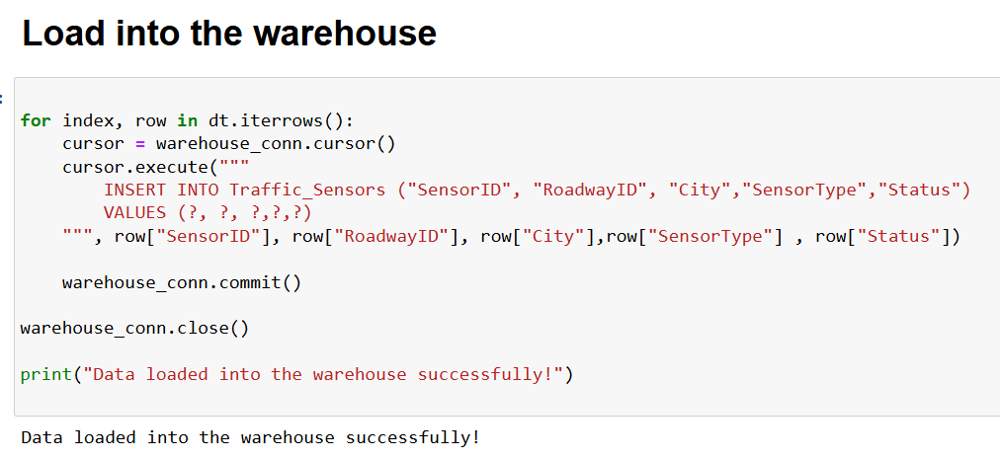 Load into the warehouse
:
for index, row in dt.iterrows():
    cursor = warehouse_conn.cursor()
    cursor.execute("""
        INSERT INTO Traffic_Sensors ("SensorID", "RoadwayID", "City","SensorType","Status")
        VALUES (?, ?, ?,?,?)
    """, row["SensorID"], row["RoadwayID"], row["City"],row["SensorType"] , row["Status"])
    warehouse_conn.commit()
warehouse_conn.close()
print("Data loaded into the warehouse successfully!")
Data loaded into the warehouse successfully!